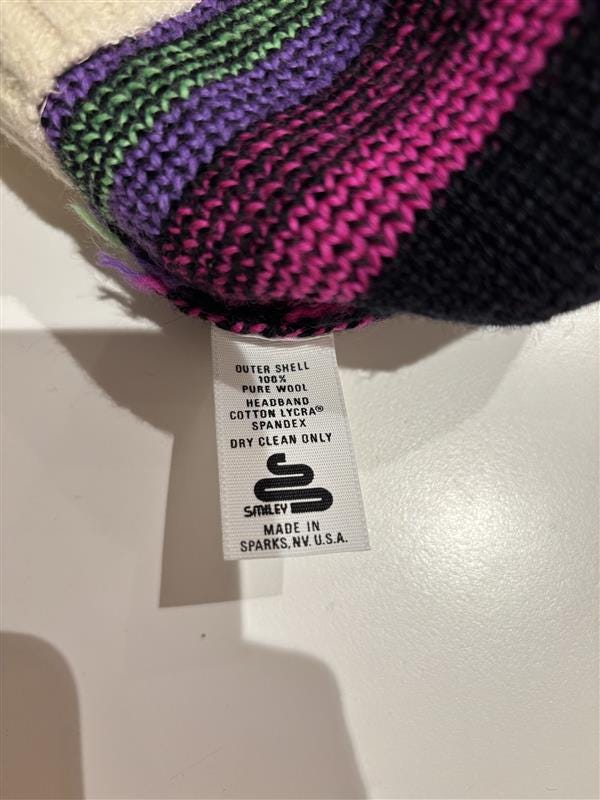 OUTER SHELL
100%
PURE WOOL
HEADBAND
COTTON LYCRA®
SPANDEX
DRY CLEAN ONLY
SMILEY
MADE IN
SPARKS, NV. U.S.A.